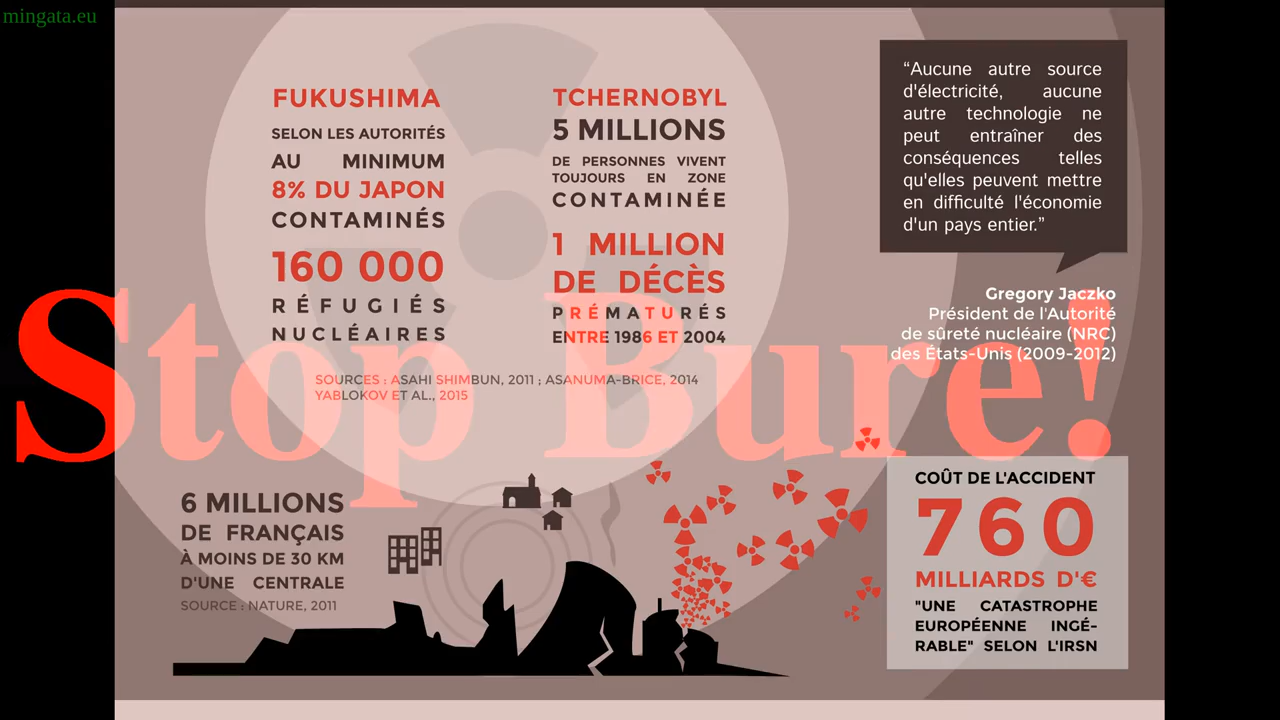 mingata.eu
FUKUSHIMA
SELON LES AUTORITÉS
AU MINIMUM
8% DU JAPON
CONTAMINÉS
160 000
RÉFUGIÉS
NUCLÉAIRES
TCHERNOBYL
5 MILLIONS
DE PERSONNES VIVENT
TOUJOURS EN ZONE
CONTAMINÉE
1 MILLION
DE DÉCÈS
PRÉMATURÉS
ENTRE 1986 ET 2004
SOURCES : ASAHI SHIMBUN, 2011 ; ASANUMA-BRICE, 2014
YABLOKOV ET AL., 2015
“Aucune autre source
d'électricité, aucune
autre technologie ne
peut entraîner des
conséquences telles
qu'elles peuvent mettre
en difficulté l'économie
d'un pays entier.”
Gregory Jaczko
Président de l'Autorité
de sûreté nucléaire (NRC)
des États-Unis (2009-2012)
Stop Bure!
6 MILLIONS
DE FRANÇAIS
À MOINS DE 30 KM
D'UNE CENTRALE
SOURCE : NATURE, 2011
COÛT DE L'ACCIDENT
760
MILLIARDS D'€
"UNE CATASTROPHE
EUROPÉENNE INGÉ-
RABLE" SELON L'IRSN